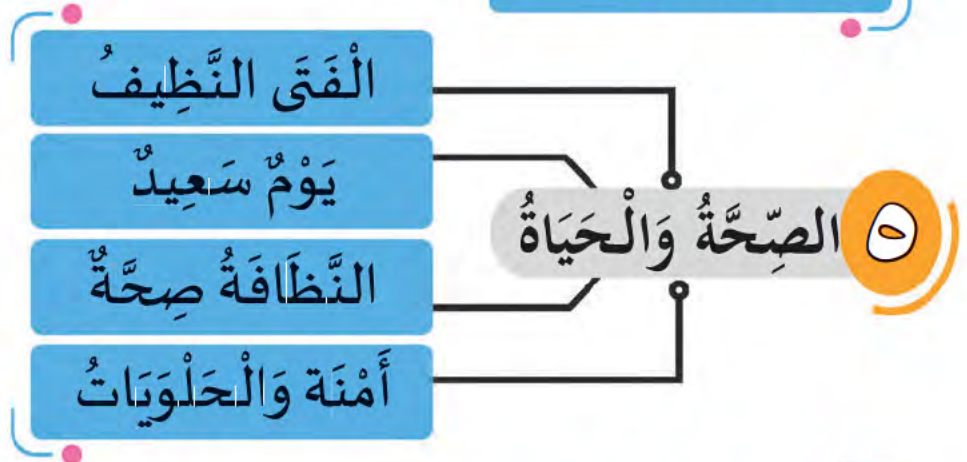 ٥ الصِّحَّةُ وَالْحَيَاةُ
الْفَتَى النَّظِيفُ
يَوْمٌ سَعِيدٌ
النَّظَافَةُ صِحَّةٌ
أَمْنَة وَالْحَلْوَيَاتُ